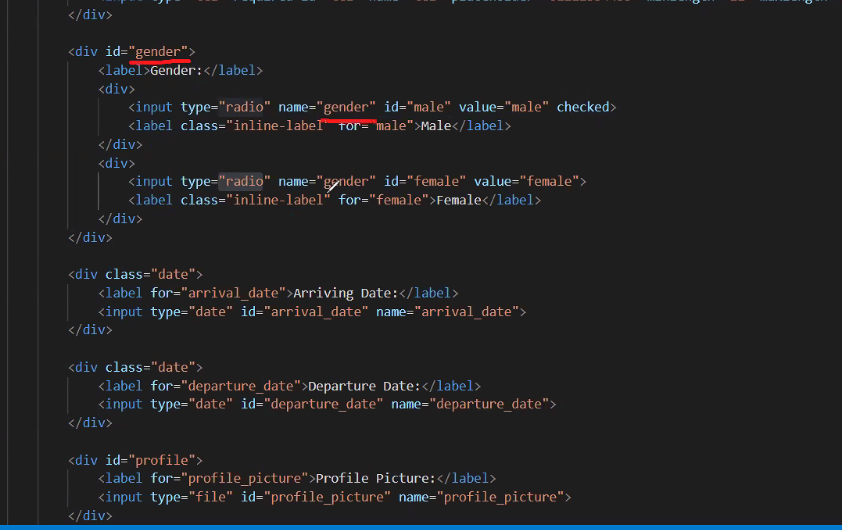 </div>
<div id="gender">
<label>Gender:</label>
<div>
<input type="radio" name="gender" id="male" value="male" checked>
<label class="inline-label" for="male">Male</label>
</div>
<div>
<input type="radio" name="gender" id="female" value="female">
<label class="inline-label" for="female">Female</label>
</div>
</div>
<div class="date">
<label for="arrival_date">Arriving Date:</label>
<input type="date" id="arrival_date" name="arrival_date">
</div>
<div class="date">
<label for="departure_date">Departure Date:</label>
<input type="date" id="departure_date" name="departure_date">
</div>
<div id="profile">
<label for="profile_picture">Profile Picture:</label>
<input type="file" id="profile_picture" name="profile_picture">
</div>